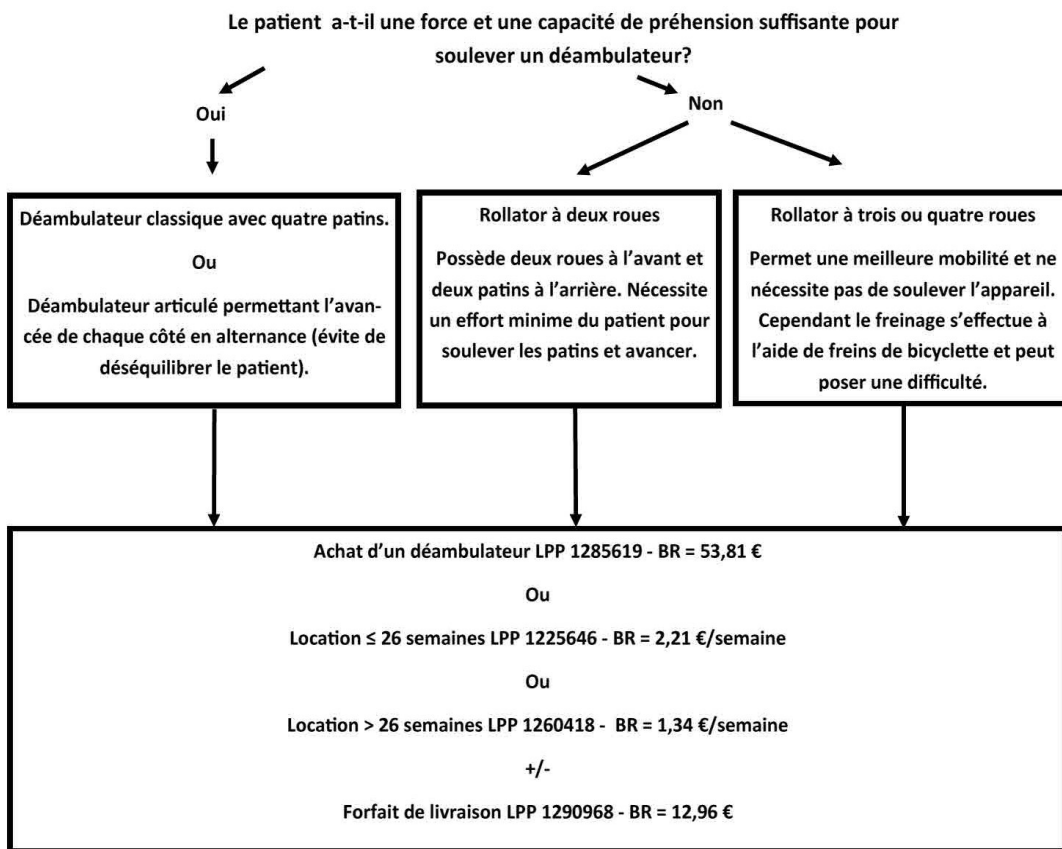 Le patient a-t-il une force et une capacité de préhension suffisante pour
soulever un déambulateur?
Oui
Non
Déambulateur classique avec quatre patins.
Ou
Déambulateur articulé permettant l'avan-
cée de chaque côté en alternance (évite de
déséquilibrer le patient).
Rollator à deux roues
Possède deux roues à l'avant et
deux patins à l'arrière. Nécessite
un effort minime du patient pour
soulever les patins et avancer.
Rollator à trois ou quatre roues
Permet une meilleure mobilité et ne
nécessite pas de soulever l'appareil.
Cependant le freinage s'effectue à
l'aide de freins de bicyclette et peut
poser une difficulté.
Achat d'un déambulateur LPP 1285619 - BR = 53,81 €
Ou
Location ≤ 26 semaines LPP 1225646 - BR = 2,21 €/semaine
Ou
Location > 26 semaines LPP 1260418 - BR = 1,34 €/semaine
+/-
Forfait de livraison LPP 1290968 - BR = 12,96 €